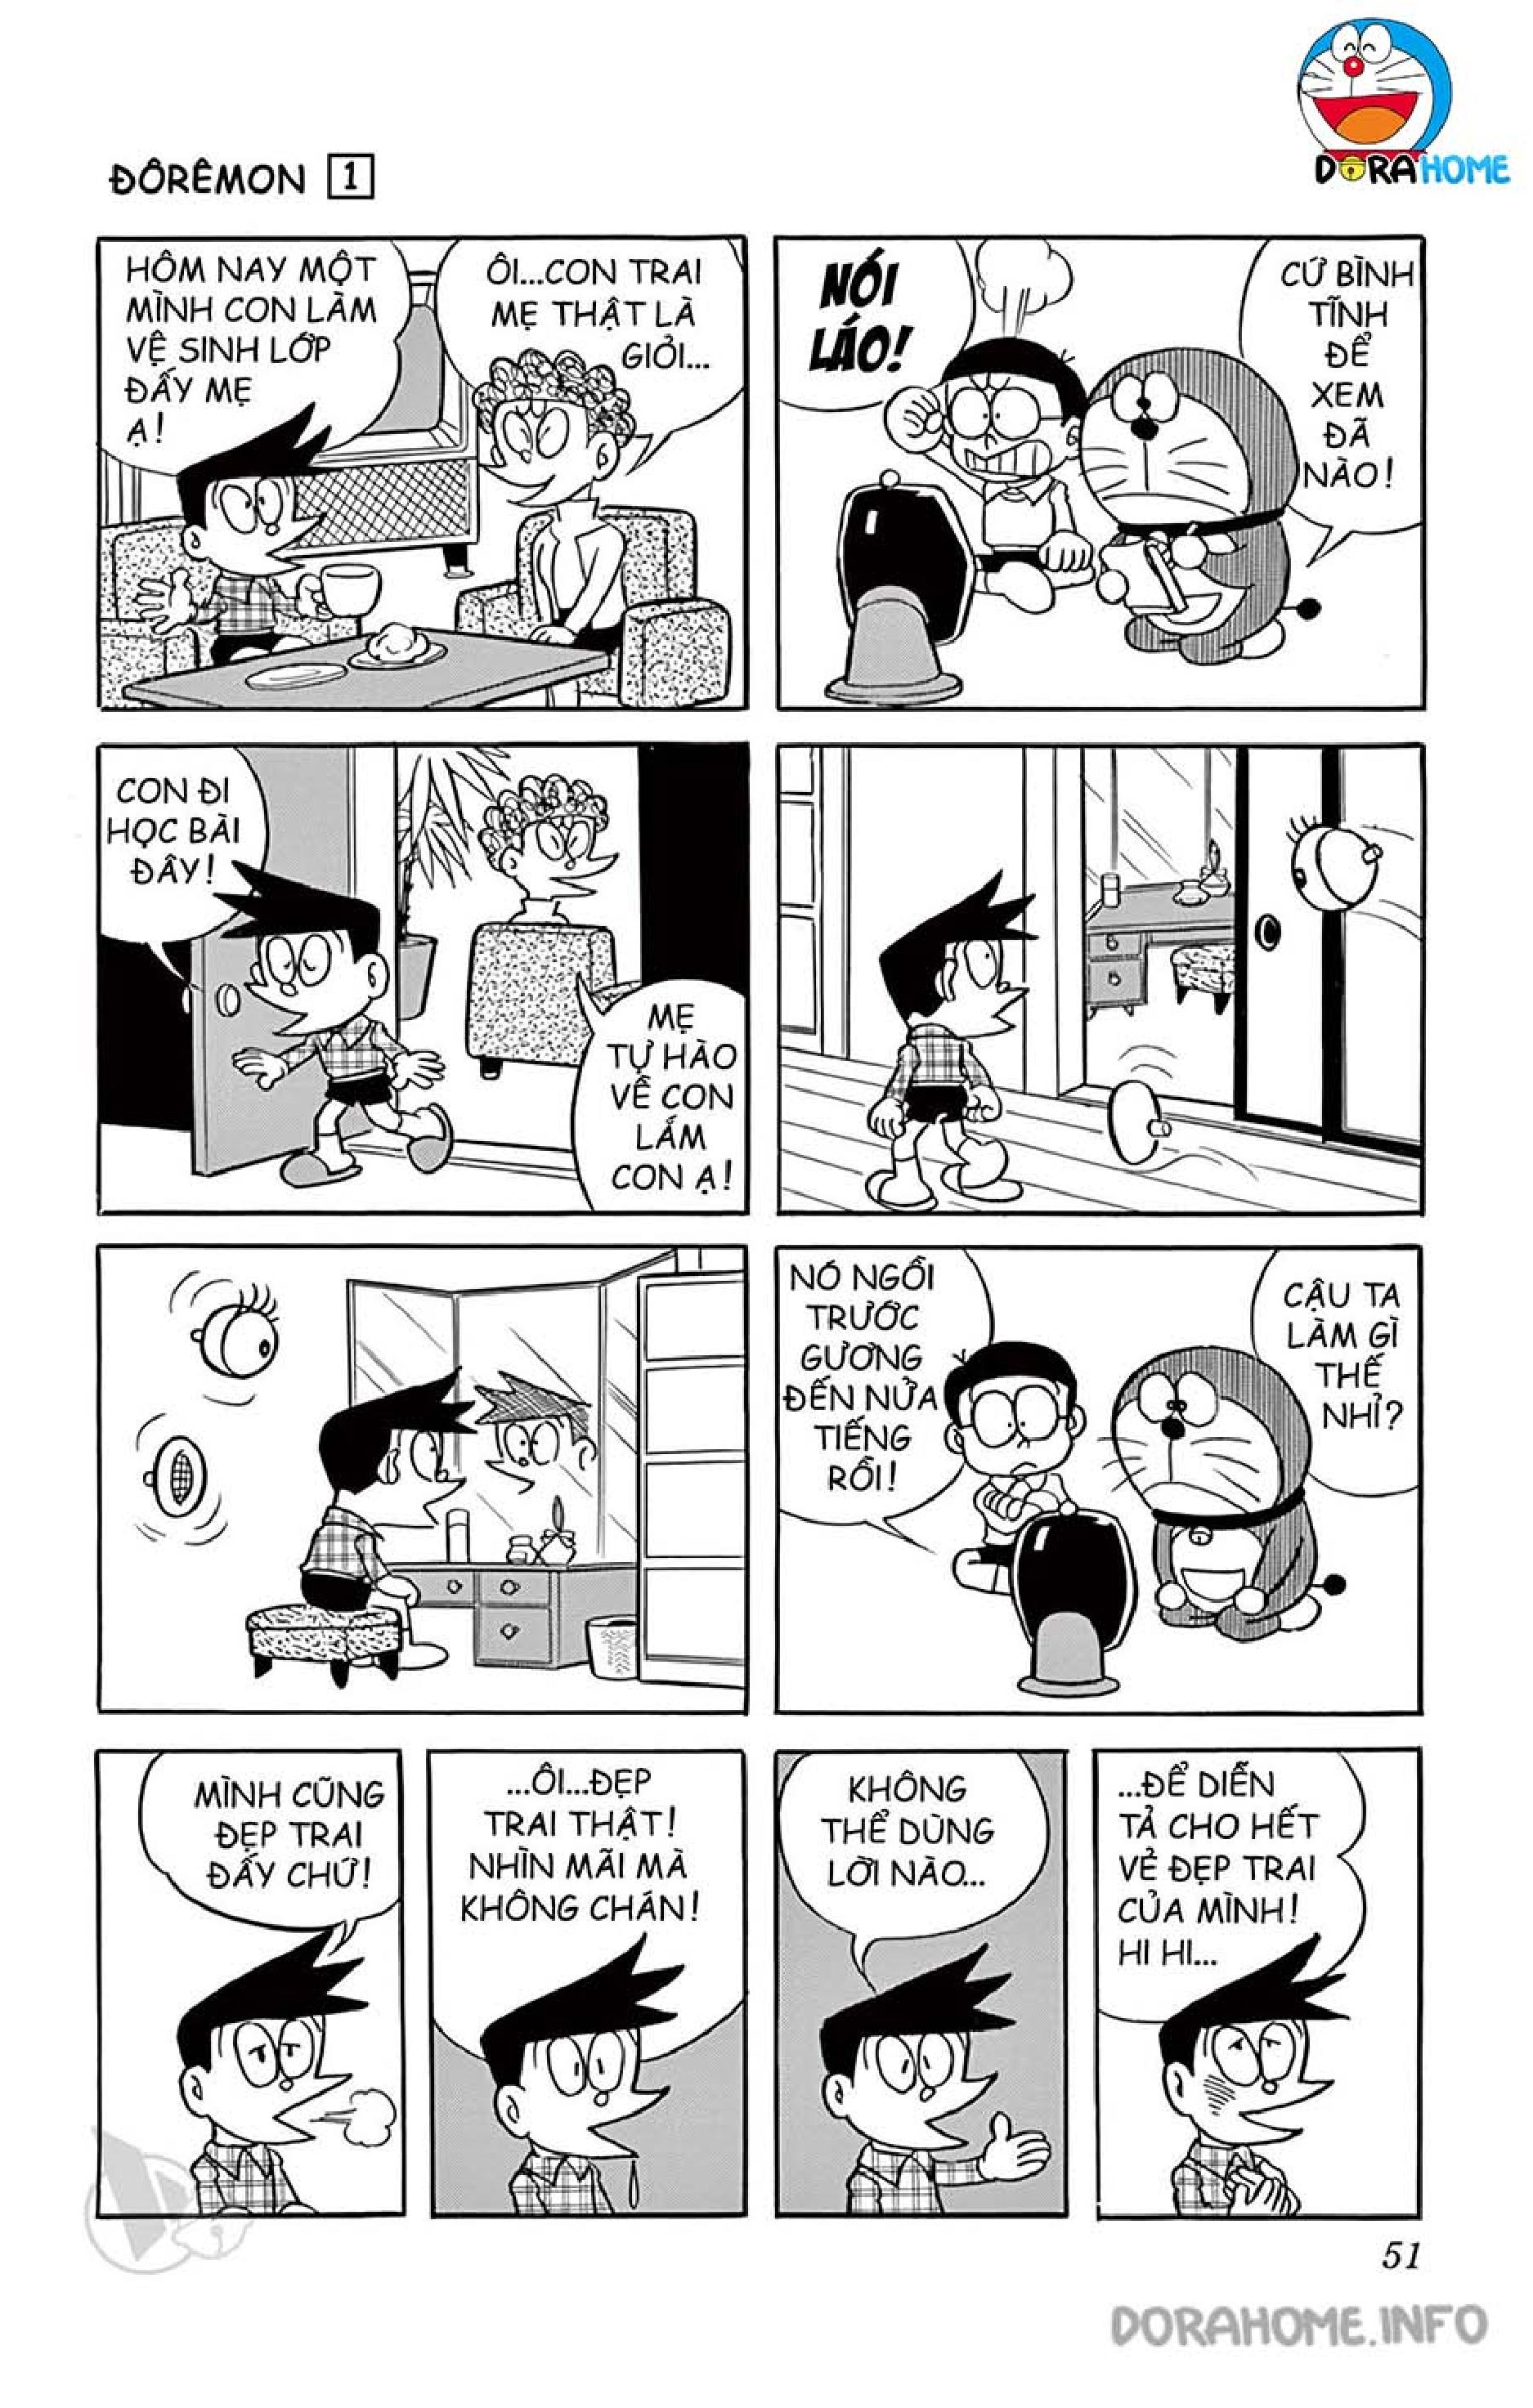 DORAHOME
ĐÔRÊMON 1
HÔM NAY MỘT
MÌNH CON LÀM
VỆ SINH LỚP
ĐẤY MẸ
Ạ!
ÔI...CON TRAI
MẸ THẬT LÀ
GIỎI...
NÓI
LÁO!
CỨ BÌNH
TĨNH
ĐỂ
XEM
ĐÃ
NÀO!
CON ĐI
HỌC BÀI
ĐÂY!
MẸ
TỰ HÀO
VỀ CON
LẮM
CON Ạ!
NÓ NGỒI
TRƯỚC
GƯƠNG
ĐẾN NỬA
TIẾNG
RỒI!
CẬU TA
LÀM GÌ
THẾ
NHỈ?
MÌNH CŨNG
ĐẸP TRAI
ĐẤY CHỨ!
...ÔI...ĐẸP
TRAI THẬT!
NHÌN MÃI MÀ
KHÔNG CHÁN!
KHÔNG
THỂ DÙNG
LỜI NÀO...
...ĐỂ DIỄN
TẢ CHO HẾT
VẺ ĐẸP TRAI
CỦA MÌNH!
HI HI...
51
DORAHOME.INFO